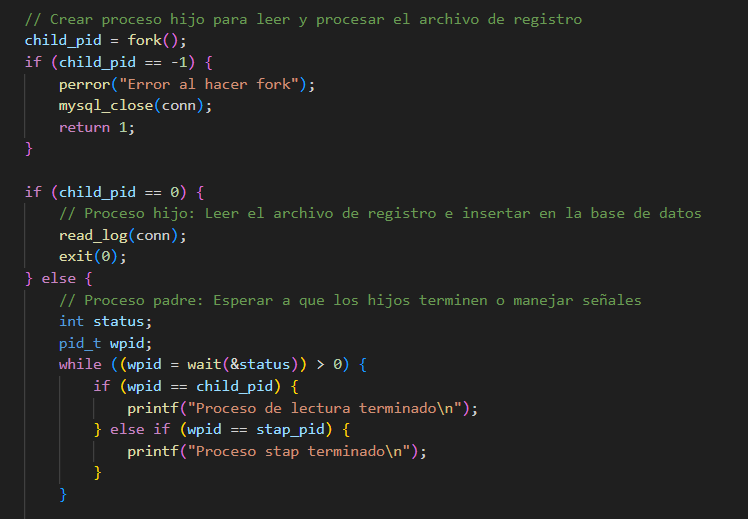 // Crear proceso hijo para leer y procesar el archivo de registro
child_pid = fork();
if (child_pid == -1) {
    perror("Error al hacer fork");
    mysql_close(conn);
    return 1;
}

if (child_pid == 0) {
    // Proceso hijo: Leer el archivo de registro e insertar en la base de datos
    read_log(conn);
    exit(0);
} else {
    // Proceso padre: Esperar a que los hijos terminen o manejar señales
    int status;
    pid_t wpid;
    while ((wpid = wait(&status)) > 0) {
        if (wpid == child_pid) {
            printf("Proceso de lectura terminado\n");
        } else if (wpid == stap_pid) {
            printf("Proceso stap terminado\n");
        }
    }